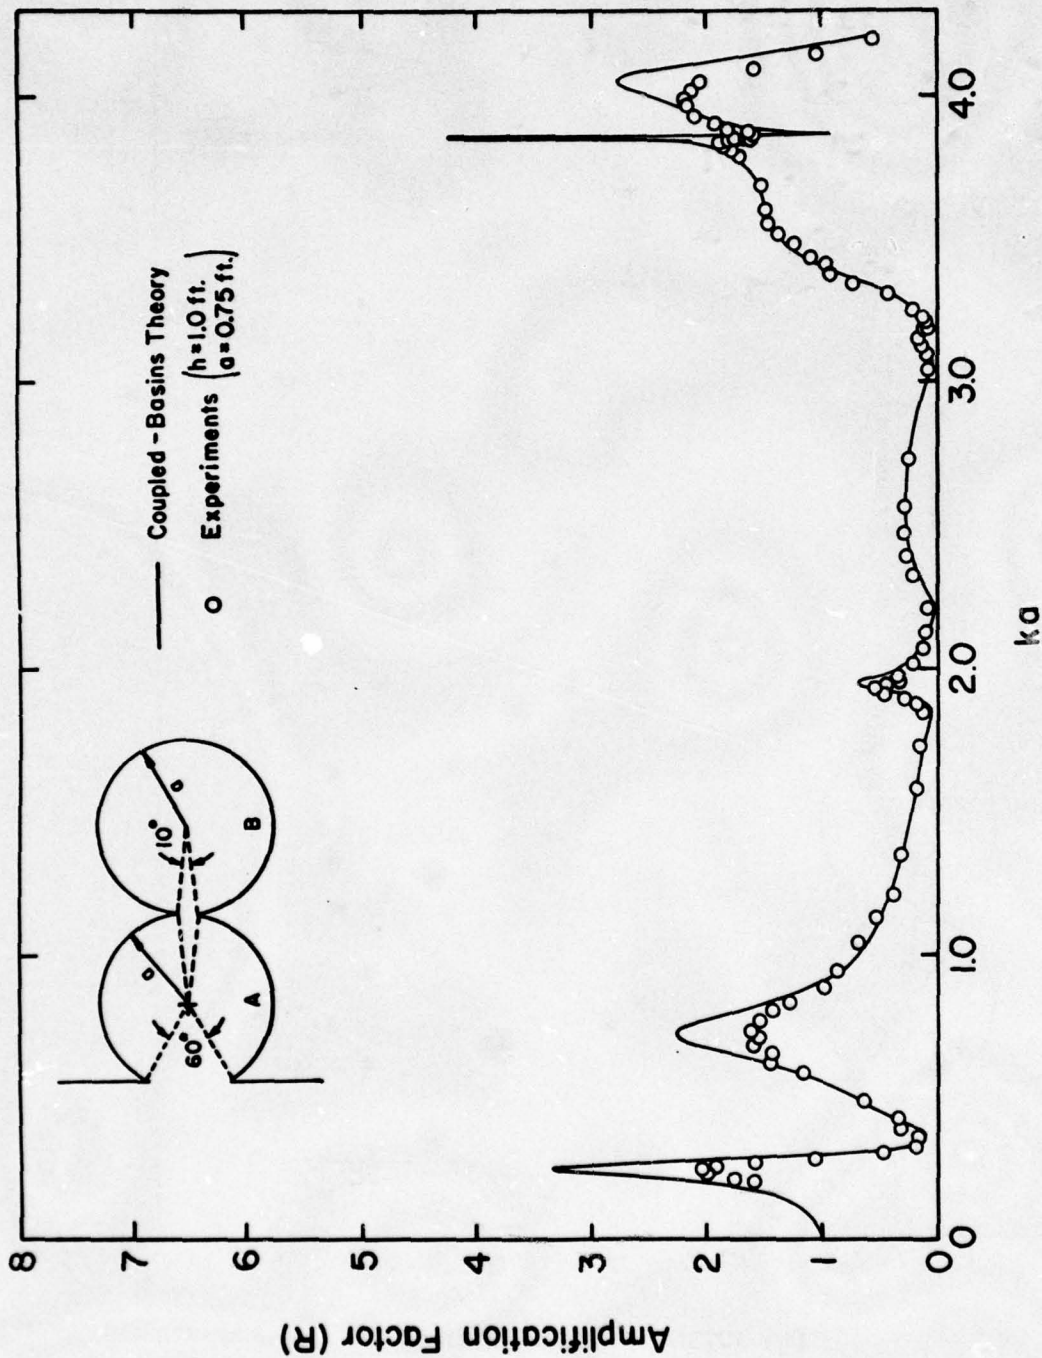 8
7
6
5
4
3
2
1
0
Amplification Factor (R)
0
1.0
2.0
3.0
4.0
ka
Coupled-Basins Theory
Experiments (h=1.0 ft.
a=0.75 ft.)
60°
a
A
10°
a
B